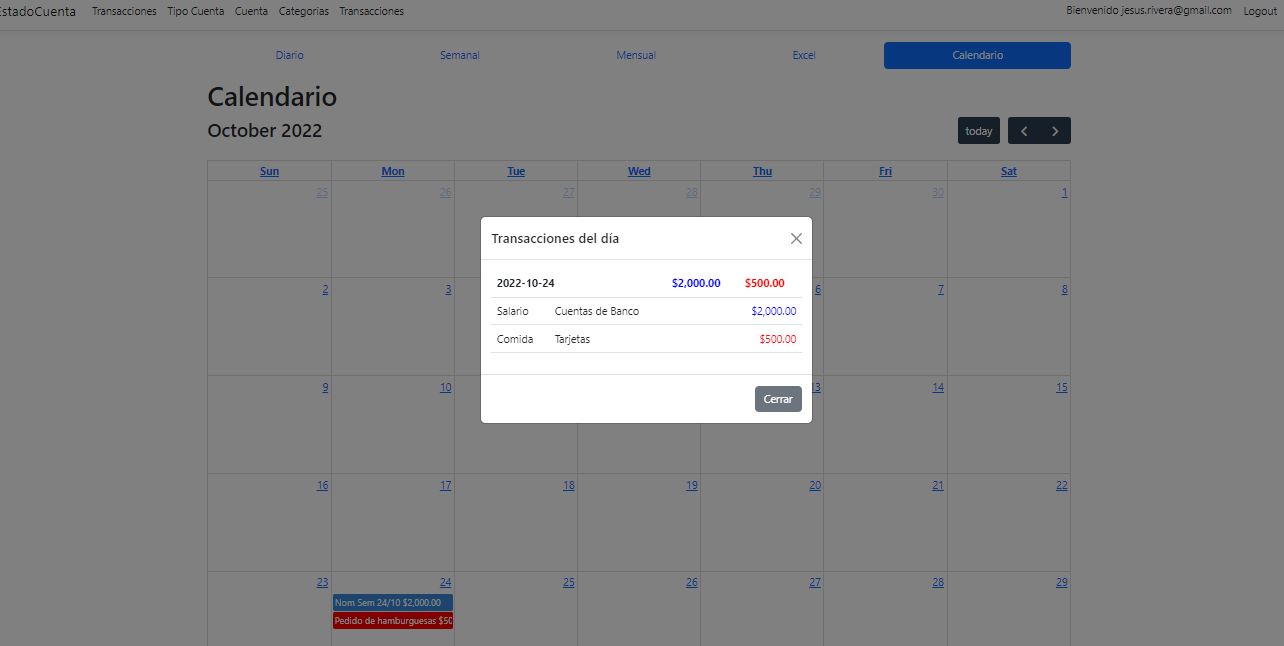 EstadoCuenta Transacciones Tipo Cuenta Cuenta Categorias Transacciones Bienvenido jesus.rivera@gmail.com Logout
Diario Semanal Mensual Excel Calendario
Calendario
October 2022 today
Sun Mon Tue Wed Thu Fri Sat
25 26 27 28 29 30 1
Transacciones del día
2022-10-24 $2,000.00 $500.00
Salario Cuentas de Banco $2,000.00
Comida Tarjetas $500.00
Cerrar
2 3 6 7 8
9 10 13 14 15
16 17 18 19 20 21 22
23 24 25 26 27 28 29
Nom Sem 24/10 $2,000.00
Pedido de hamburguesas $50